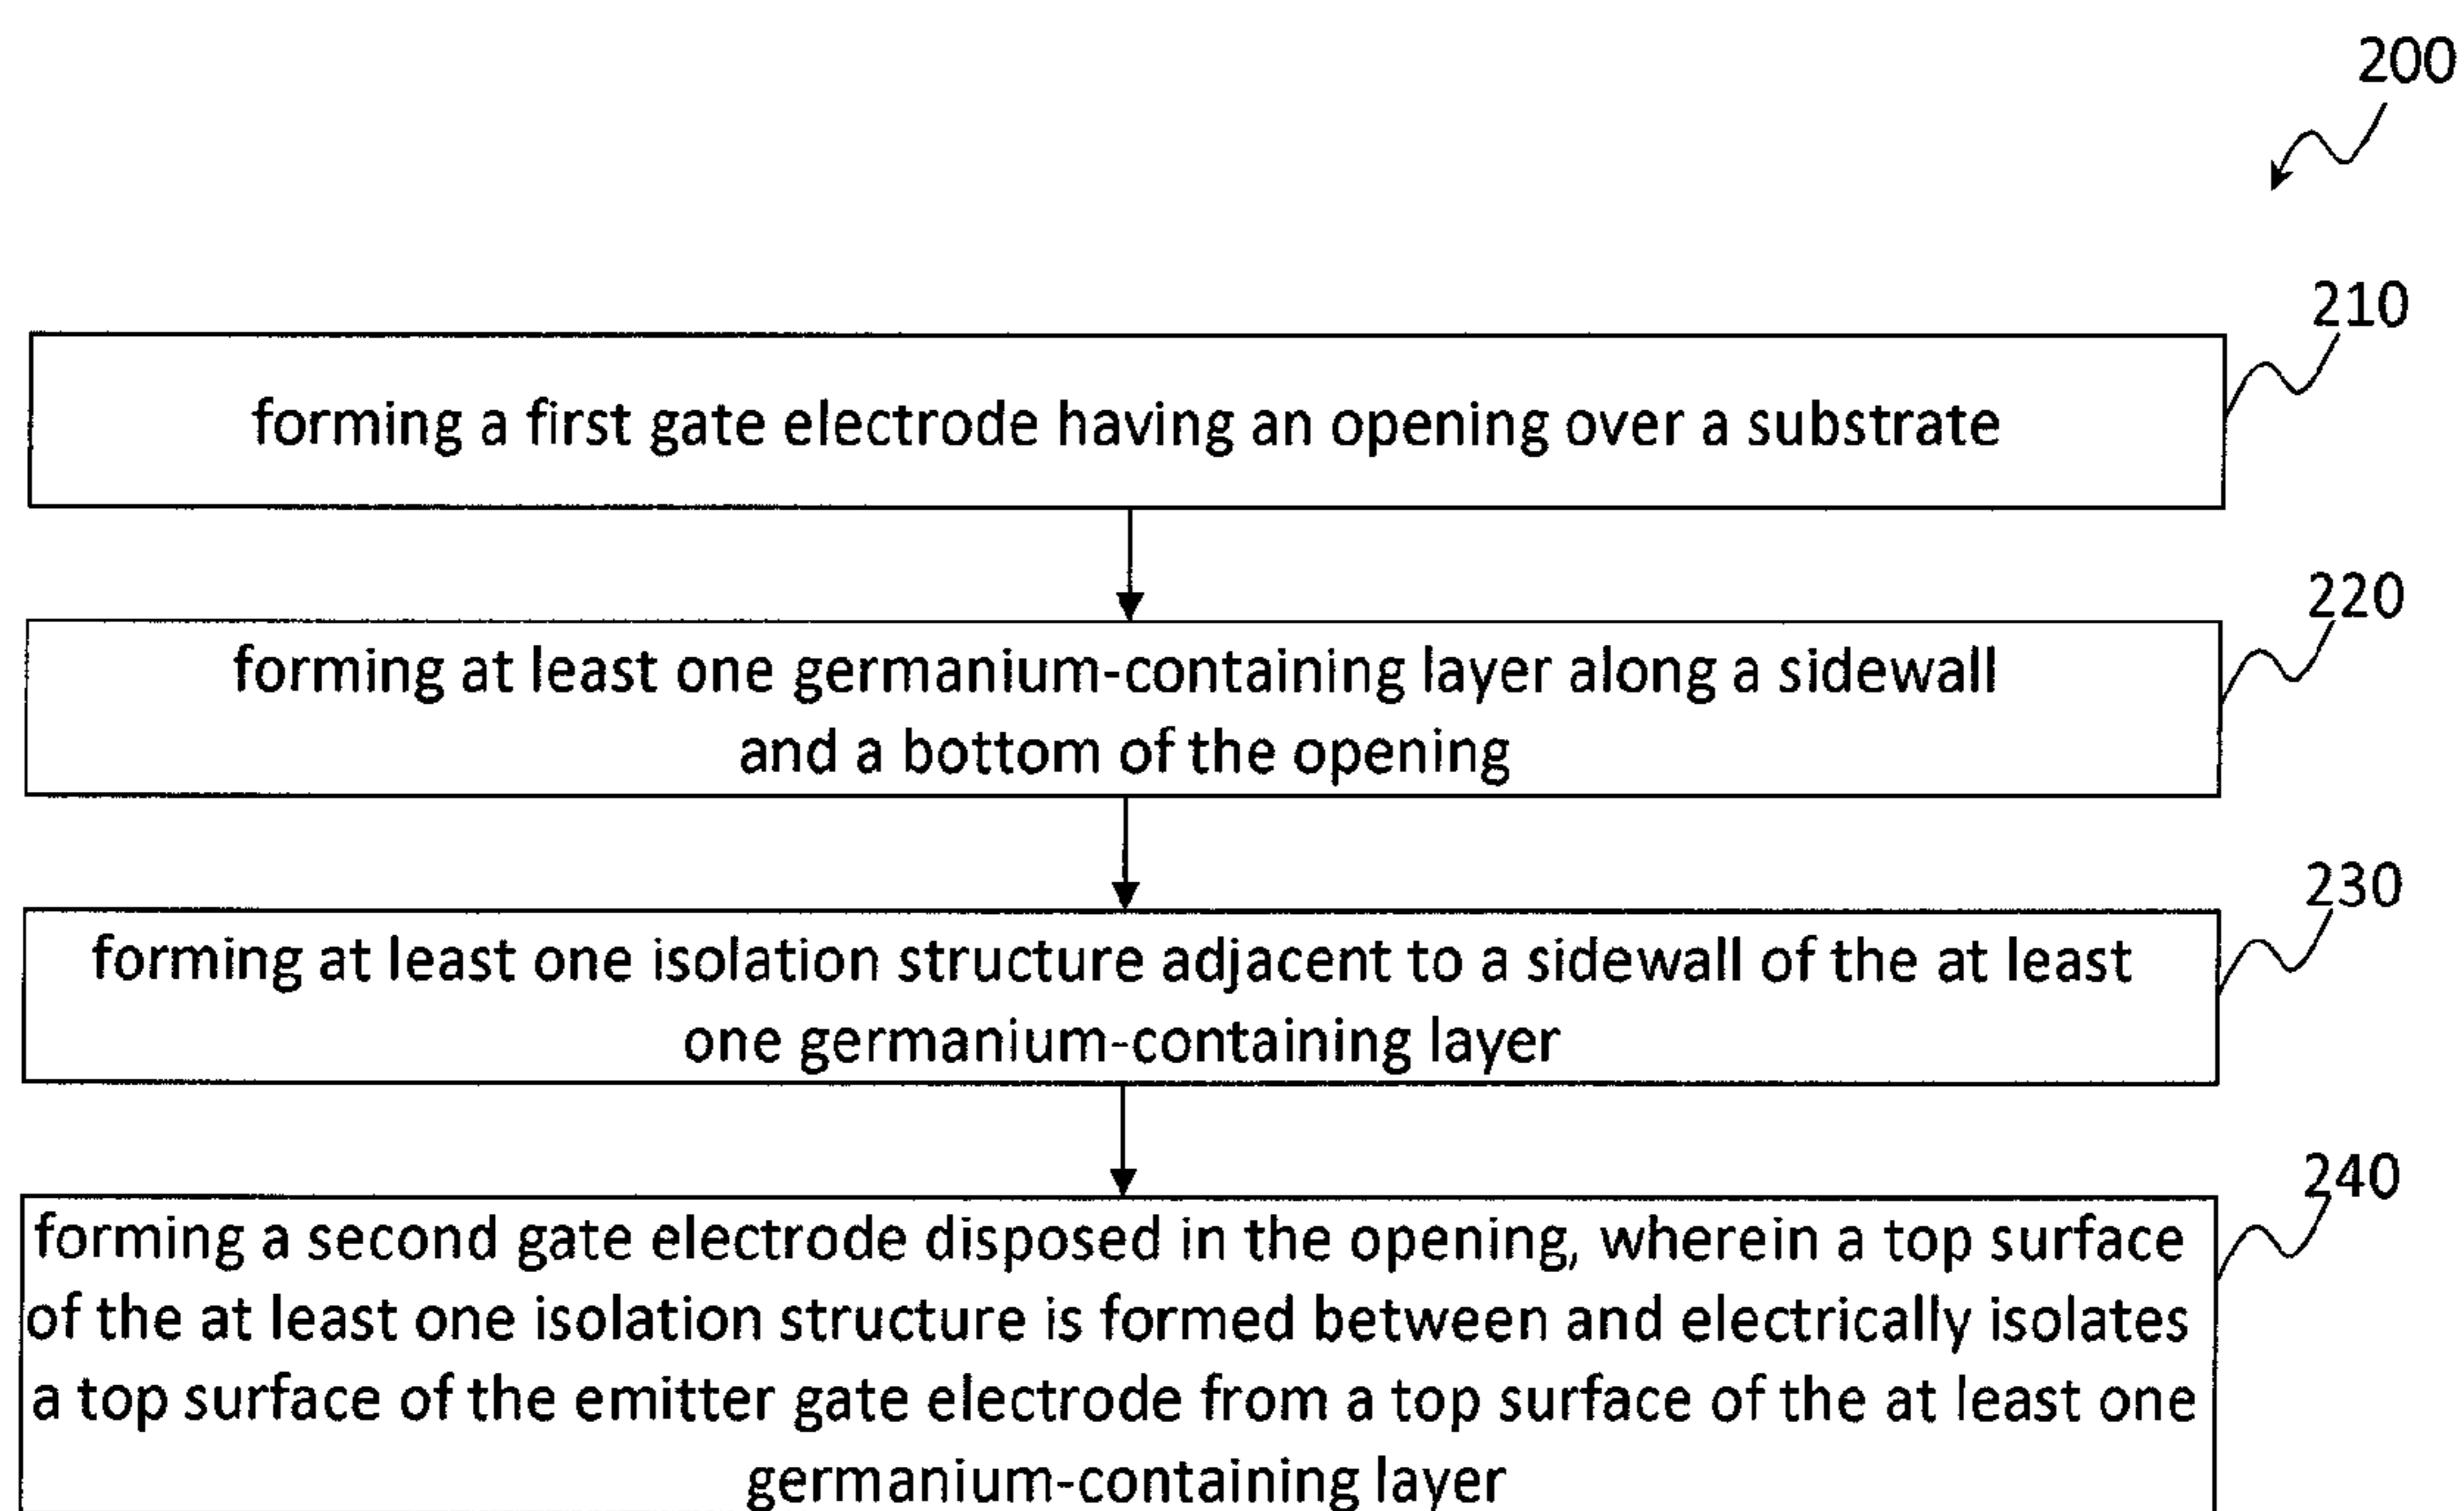 200
210
forming a first gate electrode having an opening over a substrate
220
forming at least one germanium-containing layer along a sidewall
and a bottom of the opening
230
forming at least one isolation structure adjacent to a sidewall of the at least
one germanium-containing layer
240
forming a second gate electrode disposed in the opening, wherein a top surface
of the at least one isolation structure is formed between and electrically isolates
a top surface of the emitter gate electrode from a top surface of the at least one
germanium-containing layer